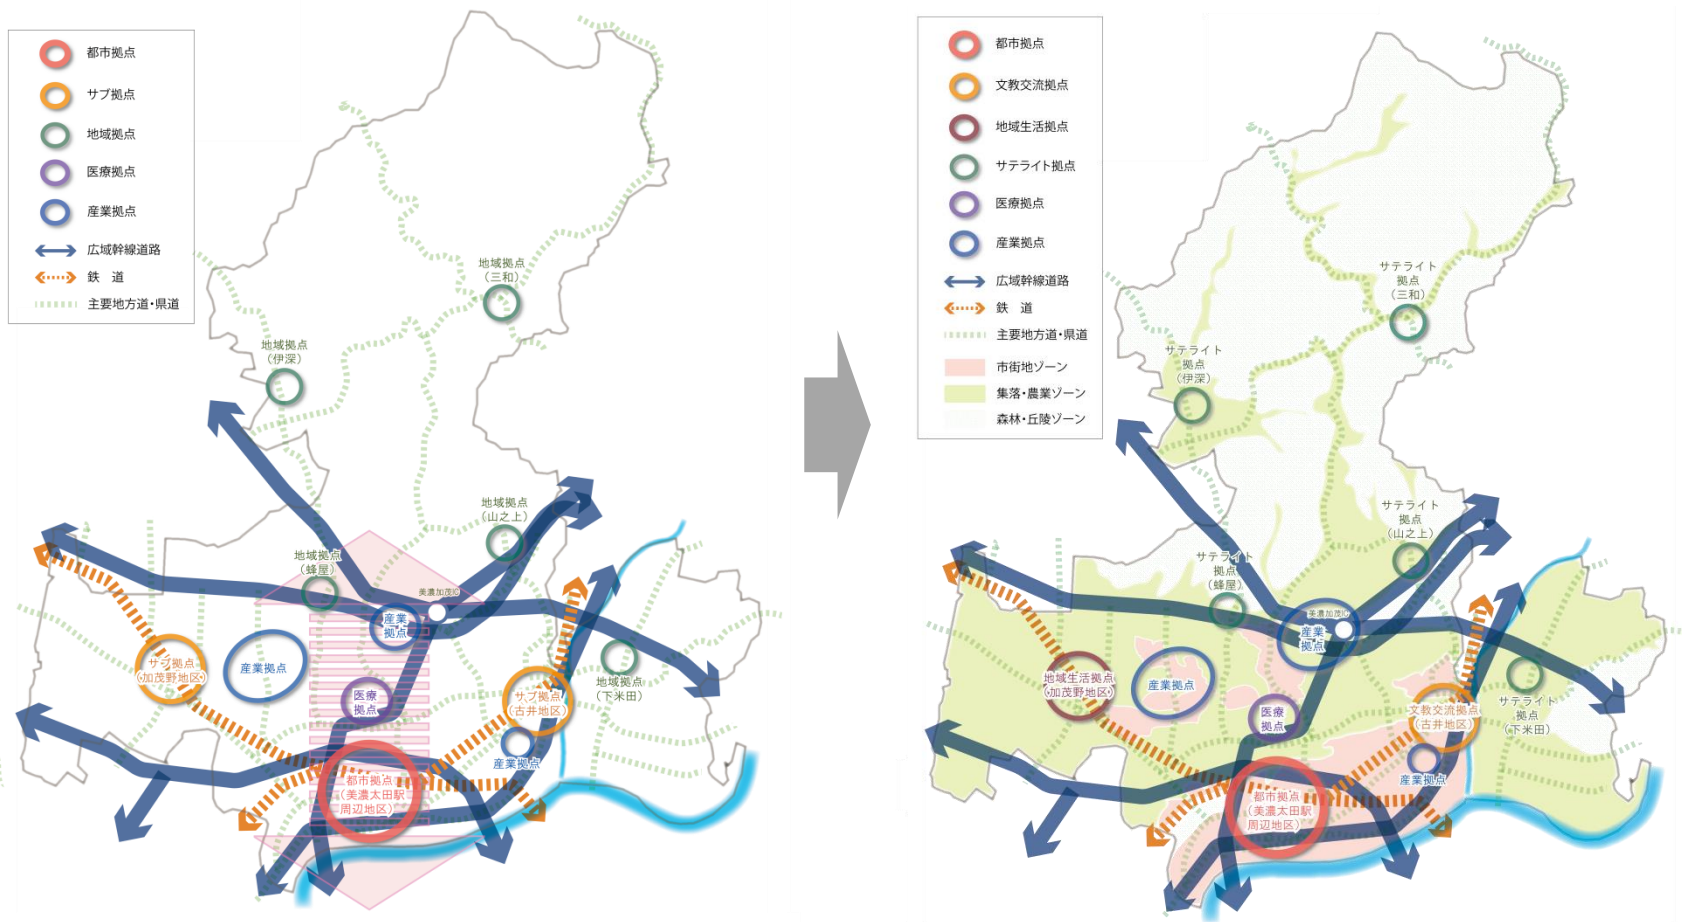 都市拠点
サブ拠点
地域拠点
医療拠点
産業拠点
広域幹線道路
鉄　道
主要地方道・県道
地域拠点
（三和）
地域拠点
（伊深）
地域拠点
（山之上）
地域拠点
（蜂屋）
美濃加茂IC
産業
拠点
サブ拠点
（加茂野地区）
産業拠点
医療
拠点
サブ拠点
（古井地区）
地域拠点
（下米田）
産業拠点
都市拠点
（美濃太田駅
周辺地区）
都市拠点
文教交流拠点
地域生活拠点
サテライト拠点
医療拠点
産業拠点
広域幹線道路
鉄　道
主要地方道・県道
市街地ゾーン
集落・農業ゾーン
森林・丘陵ゾーン
サテライト
拠点
（三和）
サテライト
拠点
（伊深）
サテライト
拠点
（山之上）
サテライト
拠点
（蜂屋）
美濃加茂IC
産業
拠点
地域生活拠点
（加茂野地区）
産業拠点
医療
拠点
文教交流拠点
（古井地区）
サテライト
拠点
（下米田）
産業拠点
都市拠点
（美濃太田駅
周辺地区）